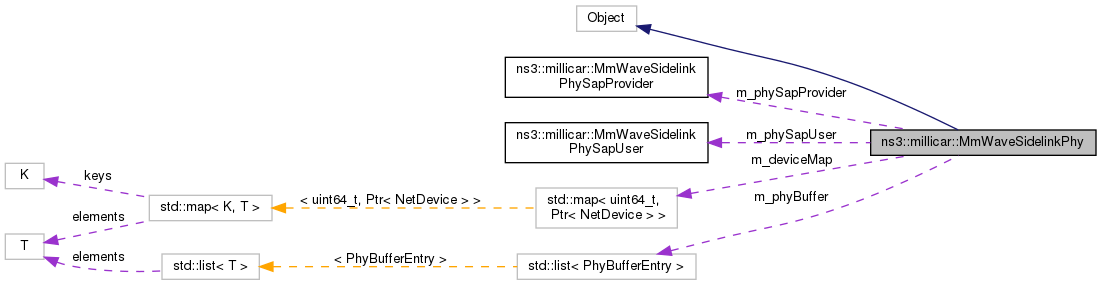 Object
ns3::millicar::MmWaveSidelink
PhySapProvider
m_phySapProvider
ns3::millicar::MmWaveSidelink
PhySapUser
m_phySapUser
ns3::millicar::MmWaveSidelinkPhy
m_deviceMap
K
keys
std::map< K, T >
< uint64_t, Ptr< NetDevice > >
std::map< uint64_t,
Ptr< NetDevice > >
m_phyBuffer
elements
T
elements
std::list< T >
< PhyBufferEntry >
std::list< PhyBufferEntry >